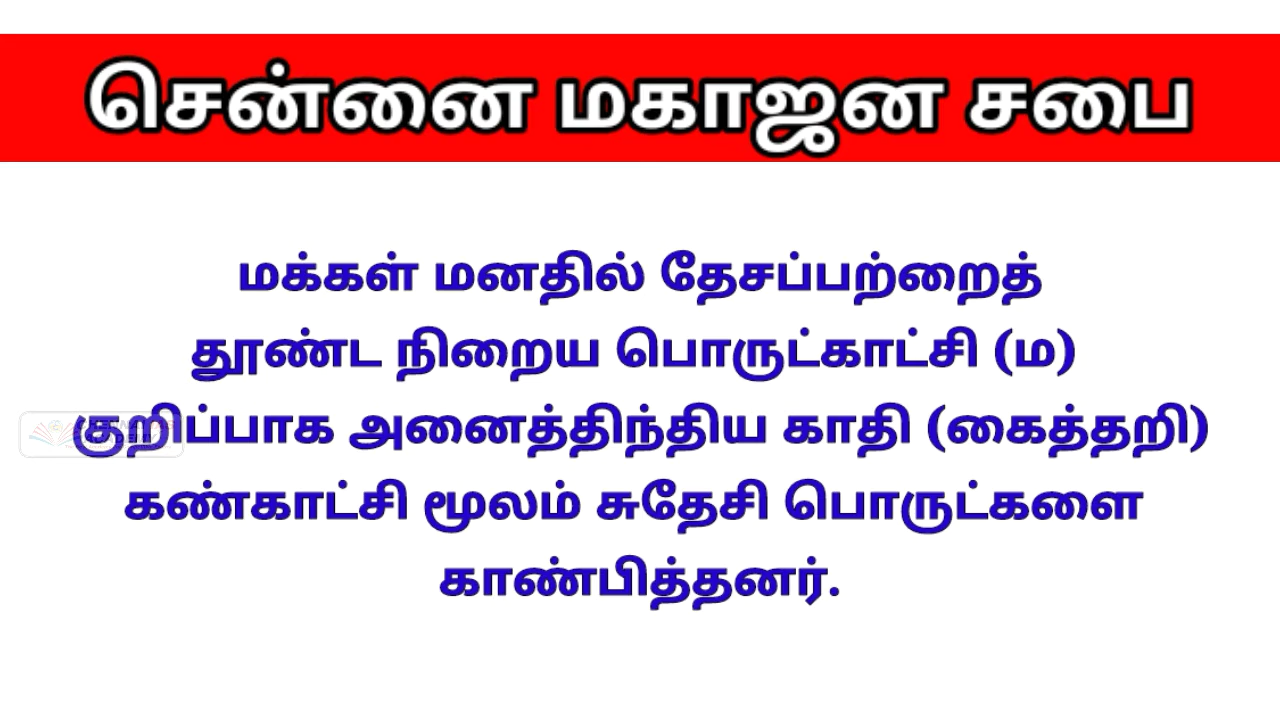 சென்னை மகாஜன சபை
மக்கள் மனதில் தேசப்பற்றைத்
தூண்ட நிறைய பொருட்காட்சி (ம)
குறிப்பாக அனைத்திந்திய காதி (கைத்தறி)
கண்காட்சி மூலம் சுதேசி பொருட்களை
காண்பித்தனர்.